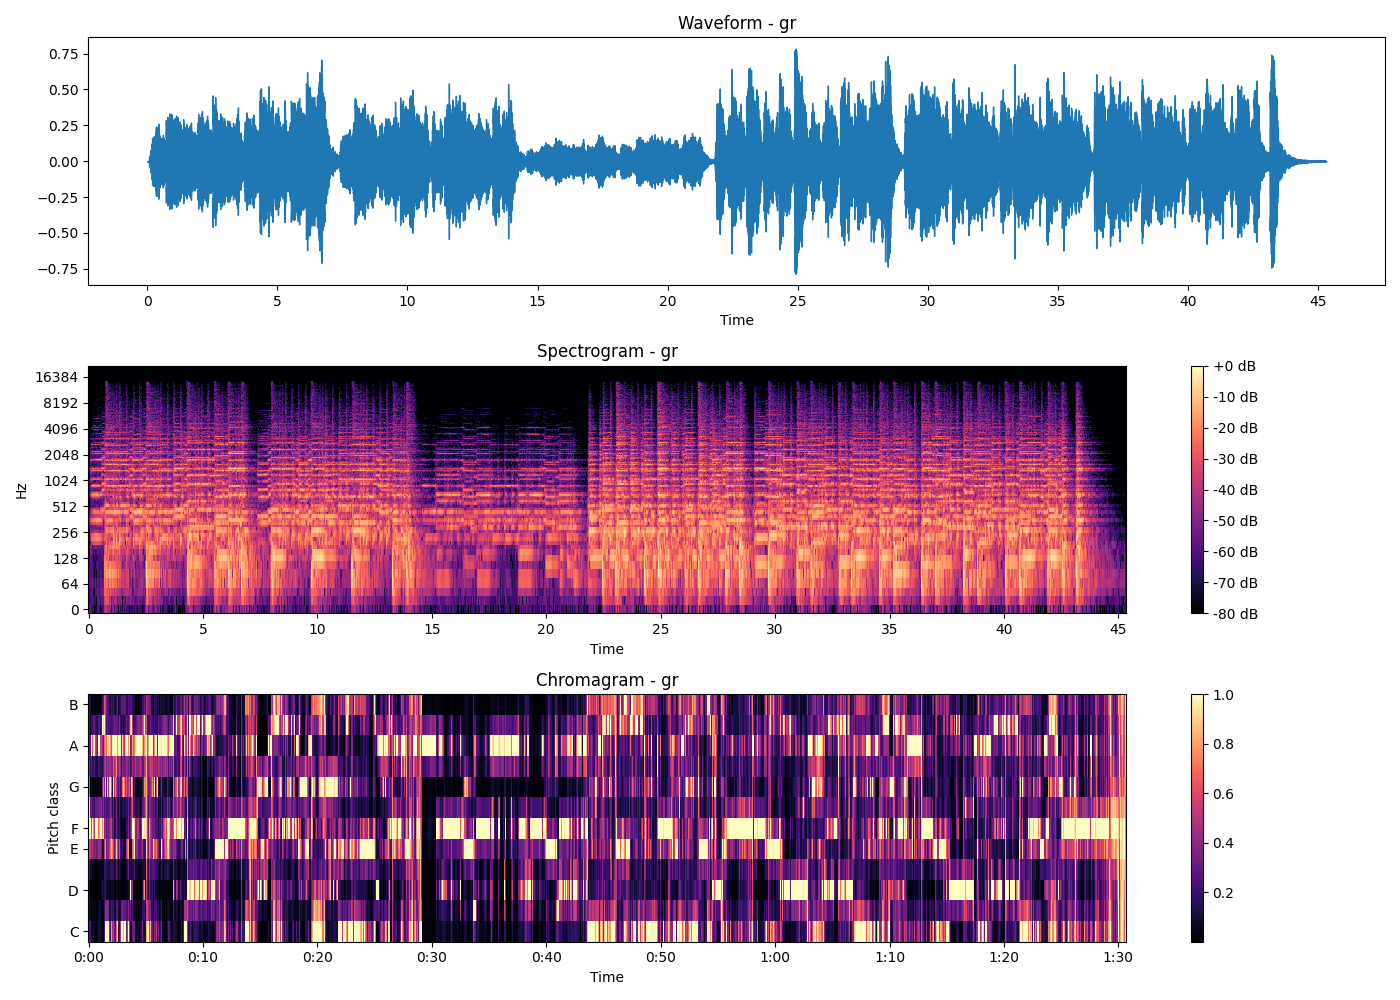 Waveform - gr
0.75
0.50
0.25
0.00
−0.25
−0.50
−0.75
0 5 10 15 20 25 30 35 40 45
Time
Spectrogram - gr
Hz
16384
8192
4096
2048
1024
512
256
128
64
0
0 5 10 15 20 25 30 35 40 45
Time
+0 dB
-10 dB
-20 dB
-30 dB
-40 dB
-50 dB
-60 dB
-70 dB
-80 dB
Chromagram - gr
Pitch class
B
A
G
F
E
D
C
0:00 0:10 0:20 0:30 0:40 0:50 1:00 1:10 1:20 1:30
Time
1.0
0.8
0.6
0.4
0.2